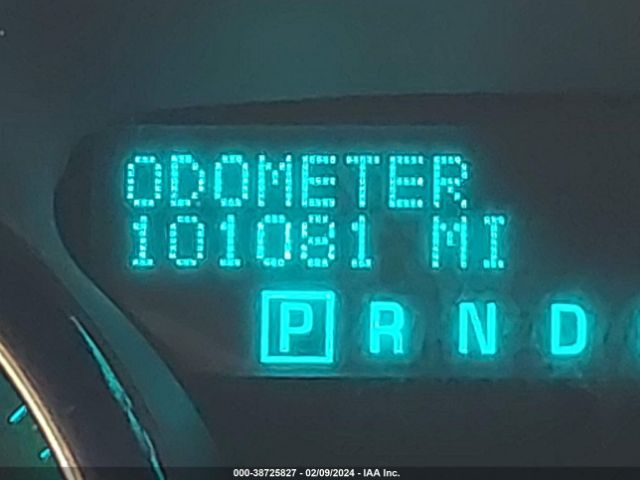 ODOMETER
101081 MI
P R N D
000-38725827 - 02/09/2024 - IAA Inc.